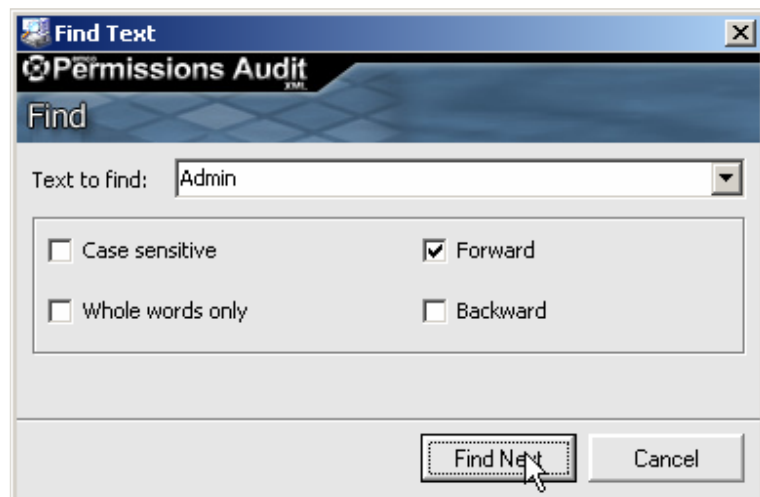 Find Text
emco
Permissions Audit
XML
Find
Text to find: Admin
Case sensitive Forward
Whole words only Backward
Find Next Cancel